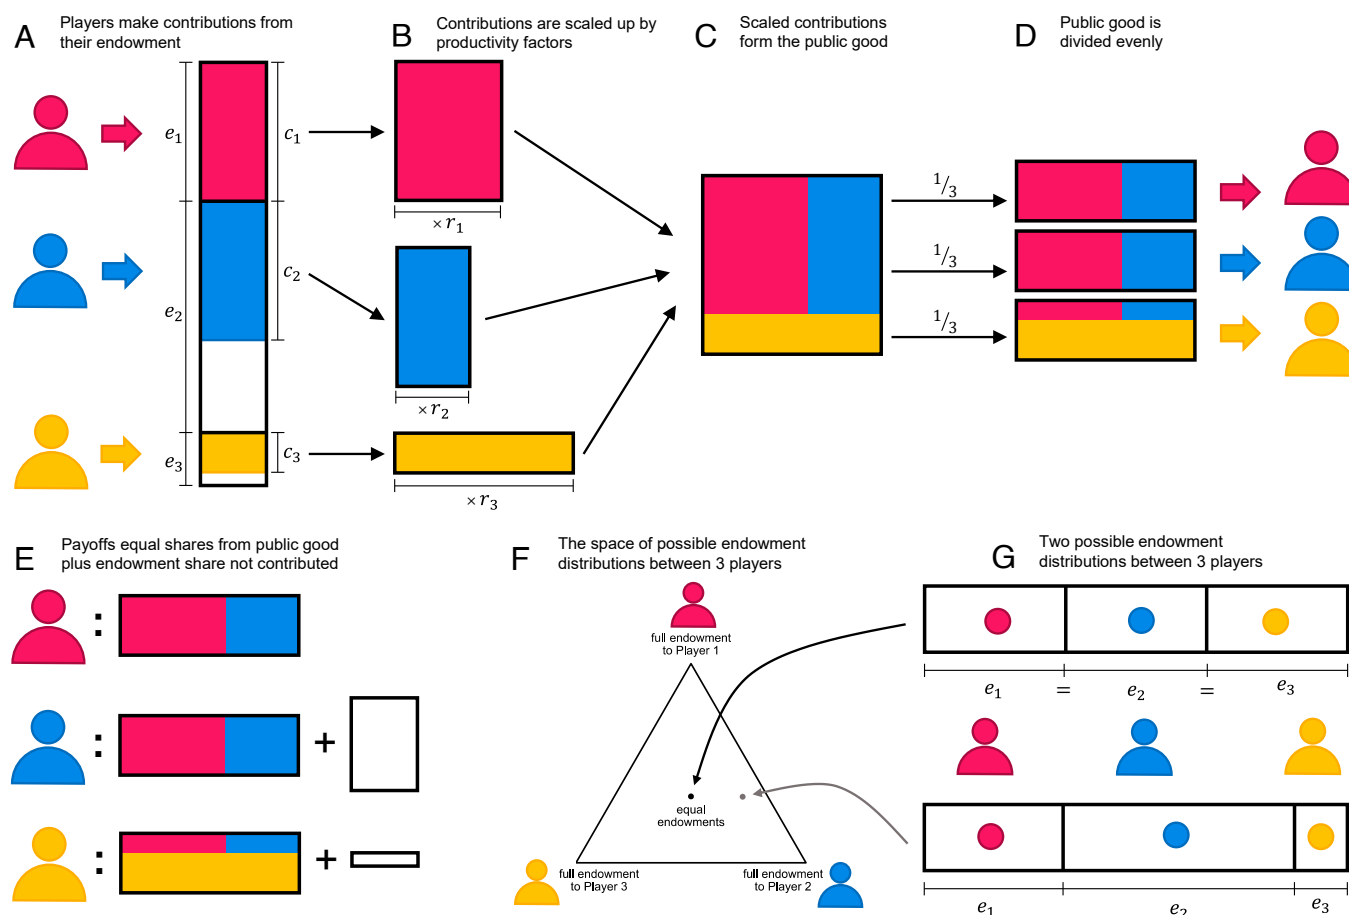 A
Players make contributions from
their endowment
B
Contributions are scaled up by
productivity factors
C
Scaled contributions
form the public good
D
Public good is
divided evenly
e₁
c₁
× r₁
e₂
c₂
× r₂
e₃
c₃
× r₃
1/3
1/3
1/3
E
Payoffs equal shares from public good
plus endowment share not contributed
:
:
+
:
+
F
The space of possible endowment
distributions between 3 players
full endowment
to Player 1
equal
endowments
full endowment
to Player 3
full endowment
to Player 2
G
Two possible endowment
distributions between 3 players
e₁ = e₂ = e₃
e₁ e₂ e₃